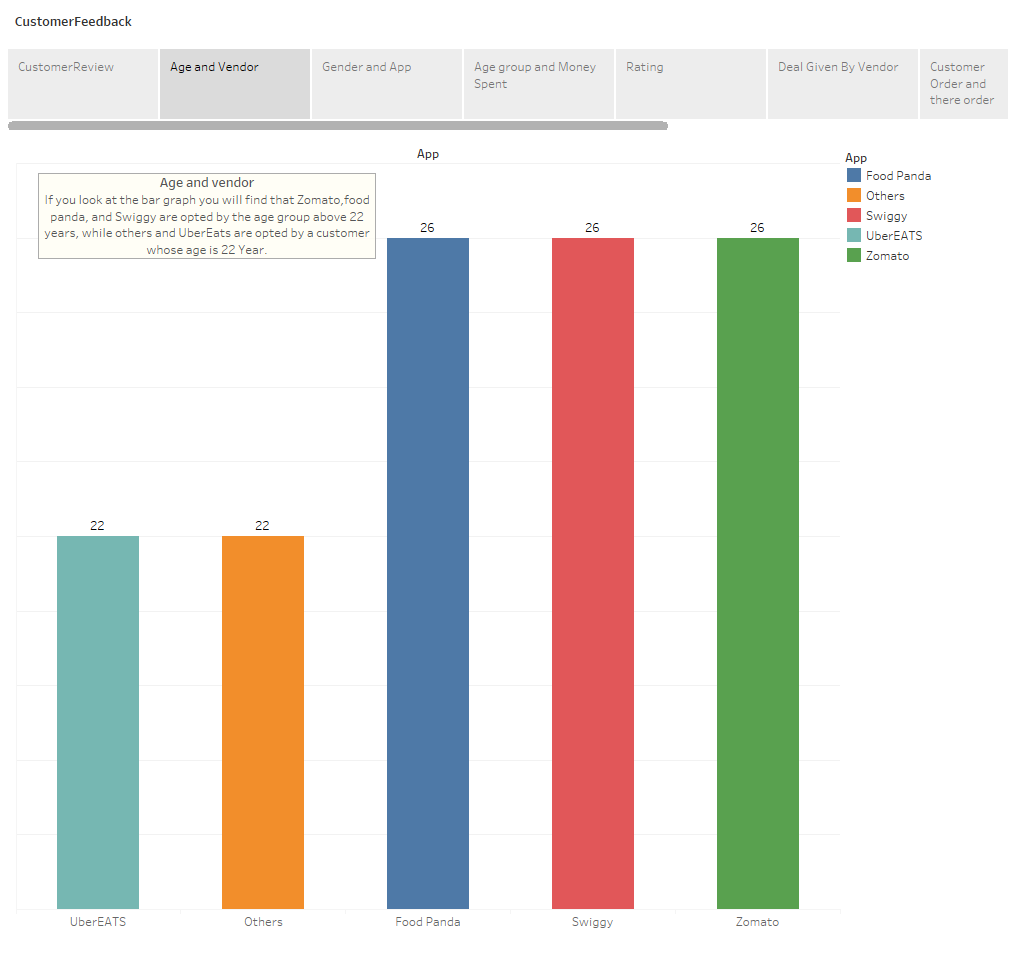 CustomerFeedback
CustomerReview
Age and Vendor
Gender and App
Age group and Money
Spent
Rating
Deal Given By Vendor
Customer
Order and
there order
App
Age and vendor
If you look at the bar graph you will find that Zomato,food
panda, and Swiggy are opted by the age group above 22
years, while others and UberEats are opted by a customer
whose age is 22 Year.
App
Food Panda
Others
Swiggy
UberEATS
Zomato
22
22
26
26
26
UberEATS
Others
Food Panda
Swiggy
Zomato